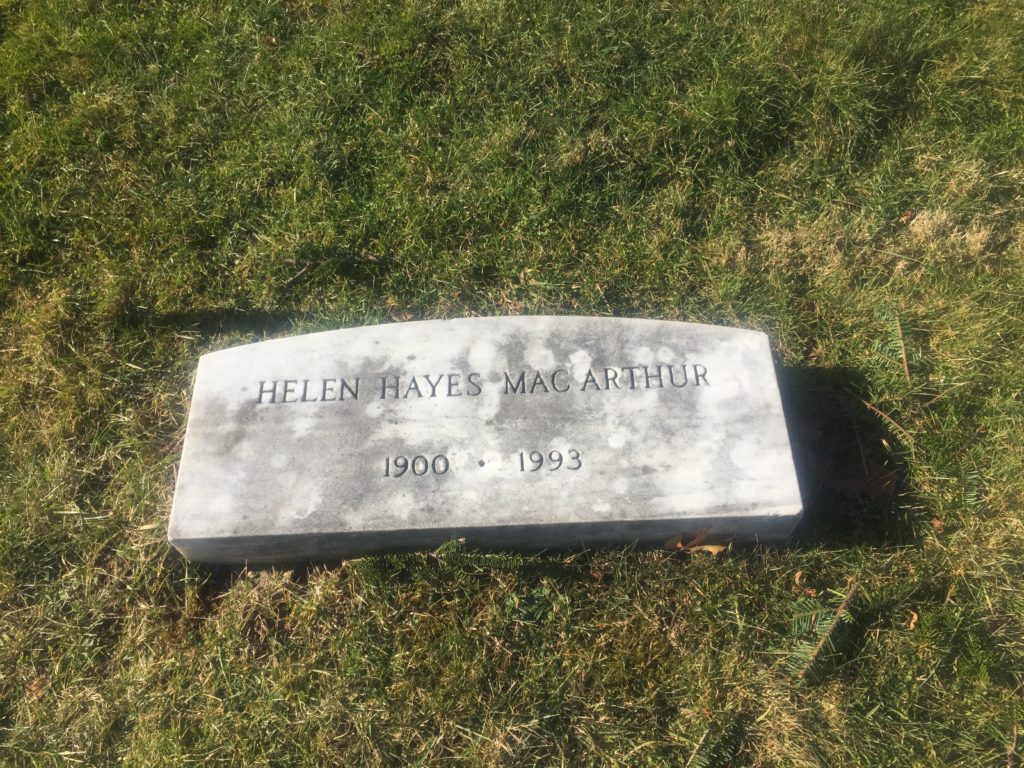 HELEN HAYES MAC ARTHUR
1900 • 1993